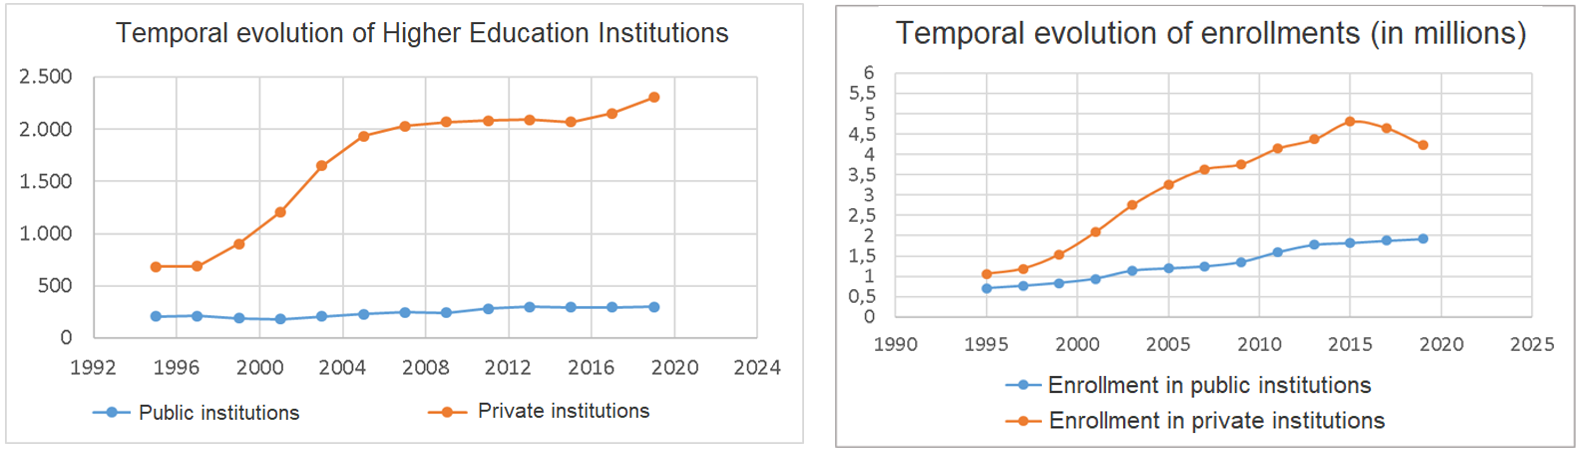 Temporal evolution of Higher Education Institutions
2.500
2.000
1.500
1.000
500
0
1992 1996 2000 2004 2008 2012 2016 2020 2024
Public institutions Private institutions
Temporal evolution of enrollments (in millions)
6
5,5
5
4,5
4
3,5
3
2,5
2
1,5
1
0,5
0
1990 1995 2000 2005 2010 2015 2020 2025
Enrollment in public institutions
Enrollment in private institutions